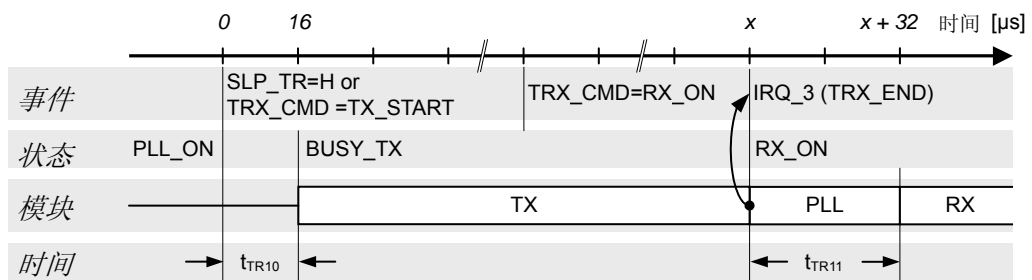 0 16 x x + 32 时间 [µs]
事件 SLP_TR=H or
TRX_CMD =TX_START TRX_CMD=RX_ON IRQ_3 (TRX_END)
状态 PLL_ON BUSY_TX RX_ON
模块 TX PLL RX
时间 tTR10 tTR11